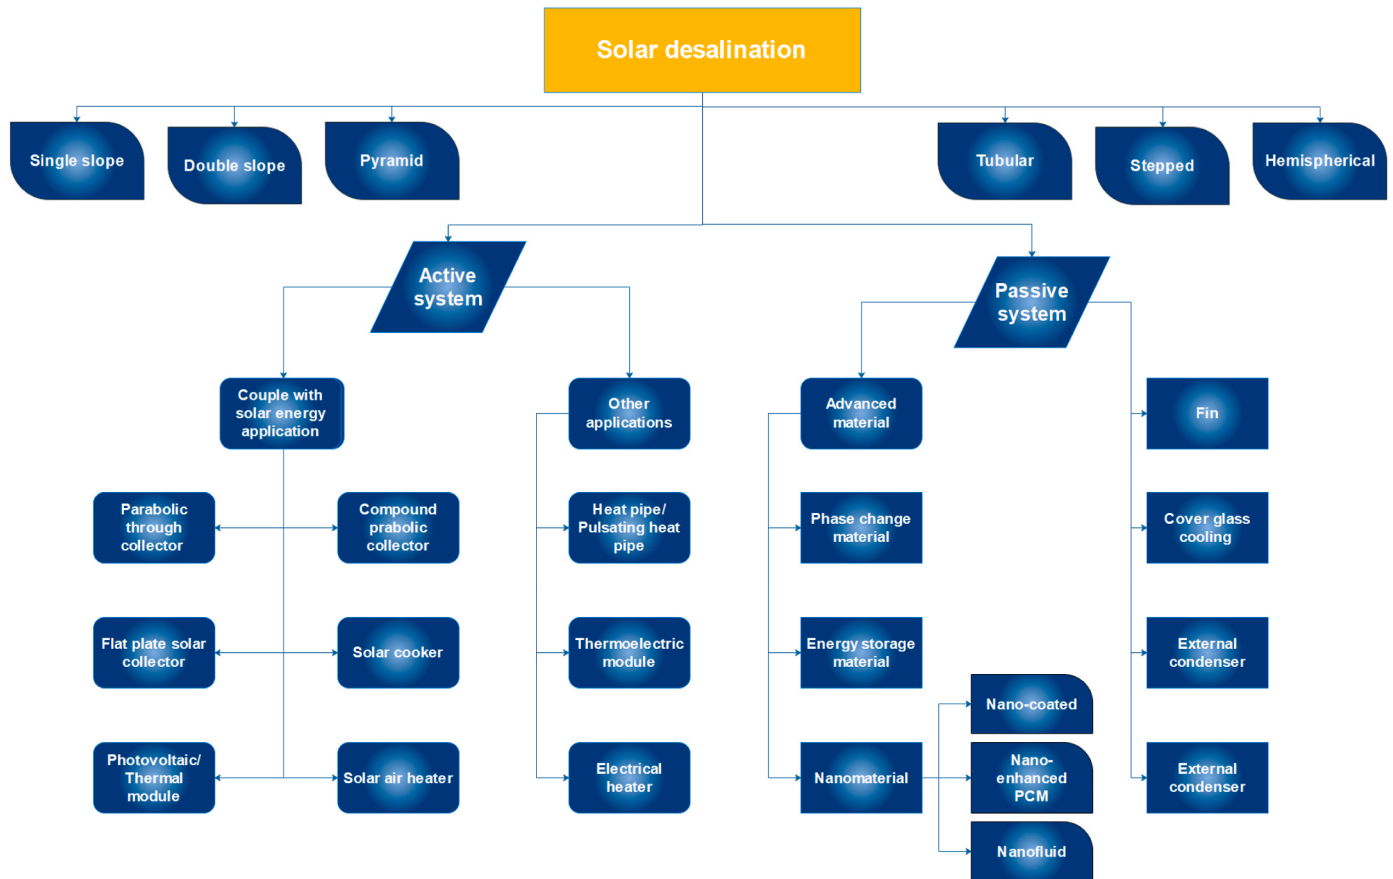 Solar desalination
Single slope
Double slope
Pyramid
Tubular
Stepped
Hemispherical
Active
system
Passive
system
Couple with
solar energy
application
Other
applications
Advanced
material
Fin
Parabolic
through
collector
Compound
prabolic
collector
Heat pipe/
Pulsating heat
pipe
Phase change
material
Cover glass
cooling
Flat plate solar
collector
Solar cooker
Thermoelectric
module
Energy storage
material
External
condenser
Nano-coated
Photovoltaic/
Thermal
module
Solar air heater
Electrical
heater
Nanomaterial
Nano-
enhanced
PCM
External
condenser
Nanofluid